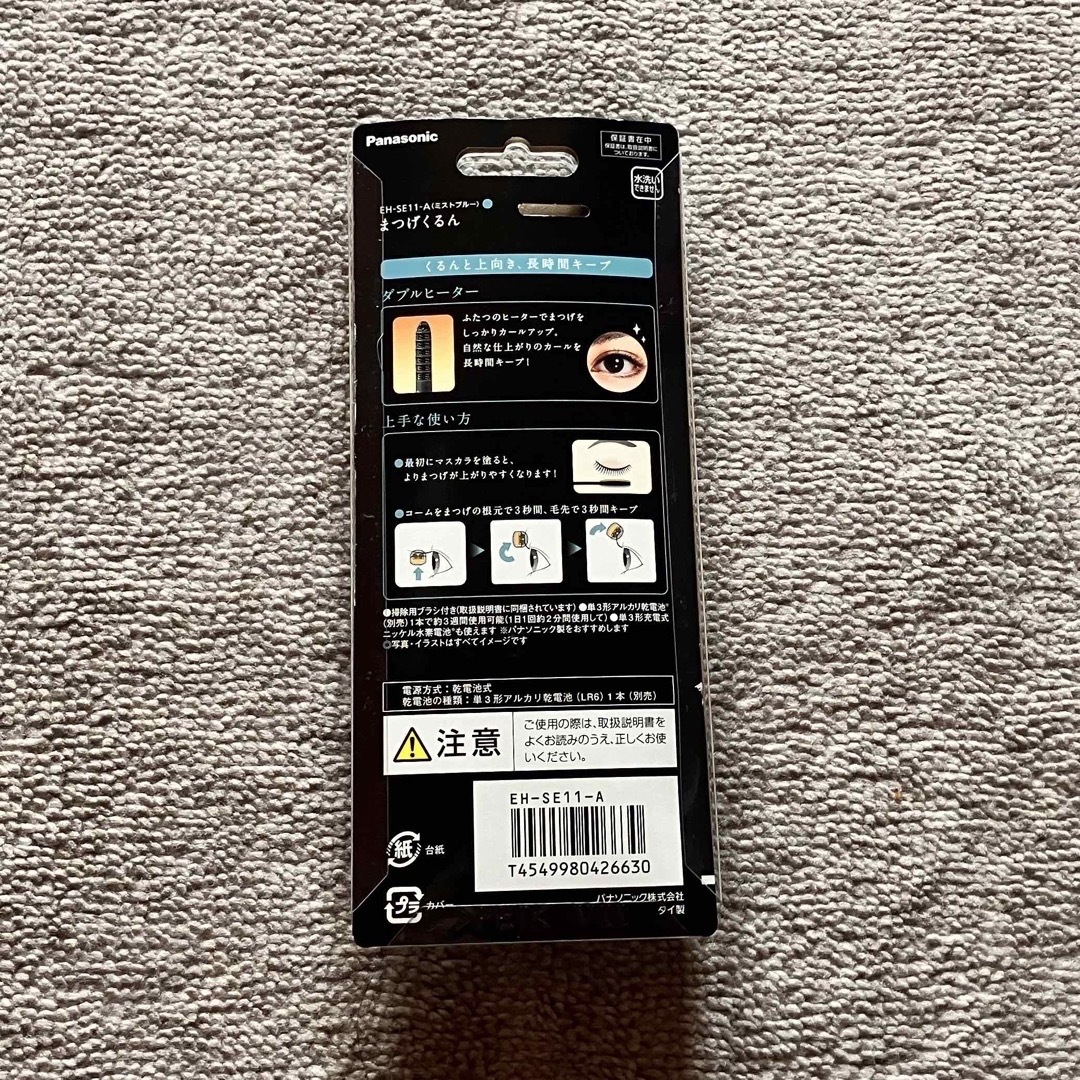 Panasonic
保証書在中
保証書は、取扱説明書に
ついております。
水洗い
できません
EH-SE11-A(ミストブルー)
まつげくるん
くるんと上向き、長時間キープ
ダブルヒーター
ふたつのヒーターでまつげを
しっかりカールアップ。
自然な仕上がりのカールを
長時間キープ!
上手な使い方
●最初にマスカラを塗ると、
よりまつげが上がりやすくなります!
●コームをまつげの根元で3秒間、毛先で3秒間キープ
●掃除用ブラシ付き(取扱説明書に同梱されています) ●単3形アルカリ乾電池*
(別売)1本で約3週間使用可能(1日1回約2分間使用して) ●単3形充電式
ニッケル水素電池*も使えます ※パナソニック製をおすすめします
◎写真・イラストはすべてイメージです
電源方式:乾電池式
乾電池の種類:単3形アルカリ乾電池(LR6)1本(別売)
注意
ご使用の際は、取扱説明書を
よくお読みのうえ、正しくお使
いください。
EH-SE11-A
T4549980426630
紙 台紙
プラ カバー
パナソニック株式会社
タイ製